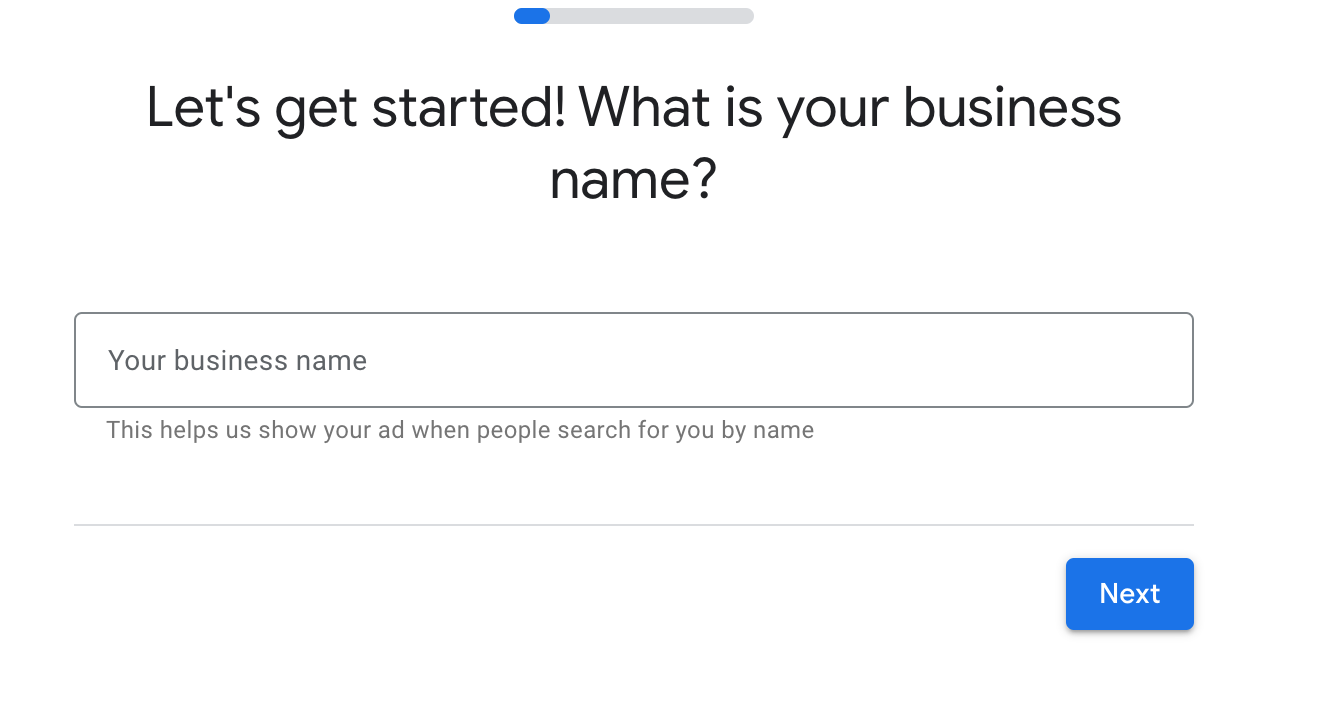 Let's get started! What is your business
name?
Your business name
This helps us show your ad when people search for you by name
Next